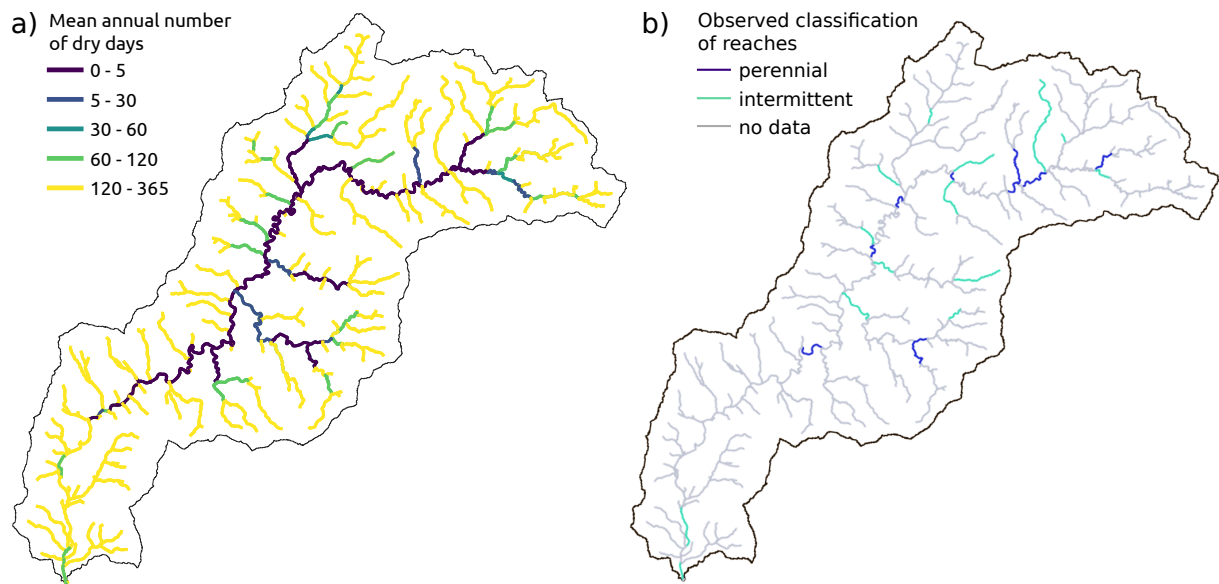 a)
Mean annual number
of dry days
0 - 5
5 - 30
30 - 60
60 - 120
120 - 365
b)
Observed classification
of reaches
perennial
intermittent
no data